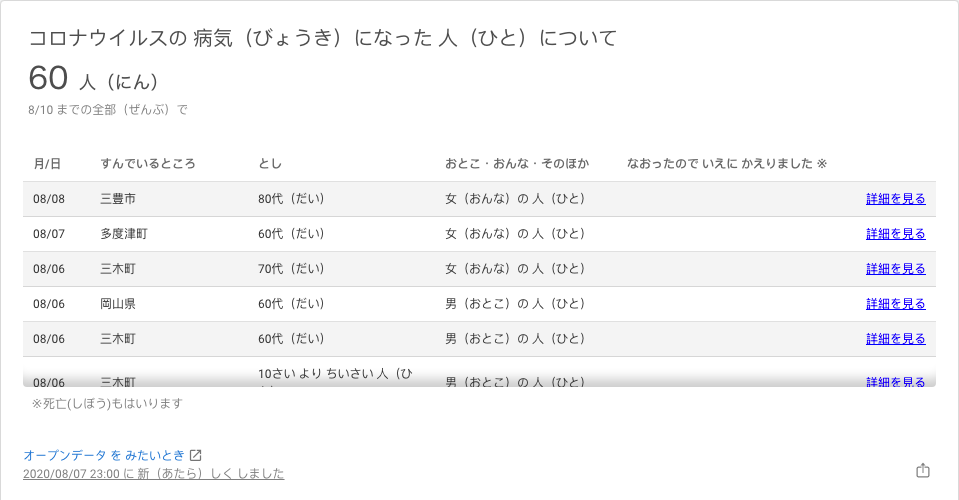 コロナウイルスの 病気（びょうき）になった 人（ひと）について
60 人（にん）
8/10 までの全部（ぜんぶ）で
月/日 すんでいるところ とし おとこ・おんな・そのほか なおったので いえに かえりました ※
08/08 三豊市 80代（だい） 女（おんな）の 人（ひと） 詳細を見る
08/07 多度津町 60代（だい） 女（おんな）の 人（ひと） 詳細を見る
08/06 三木町 70代（だい） 女（おんな）の 人（ひと） 詳細を見る
08/06 岡山県 60代（だい） 男（おとこ）の 人（ひと） 詳細を見る
08/06 三木町 60代（だい） 男（おとこ）の 人（ひと） 詳細を見る
08/06 三木町 10さい より ちいさい 人（ひ 男（おとこ）の 人（ひと） 詳細を見る
※死亡(しぼう)もはいります
オープンデータ を みたいとき
2020/08/07 23:00 に 新（あたら）しく しました